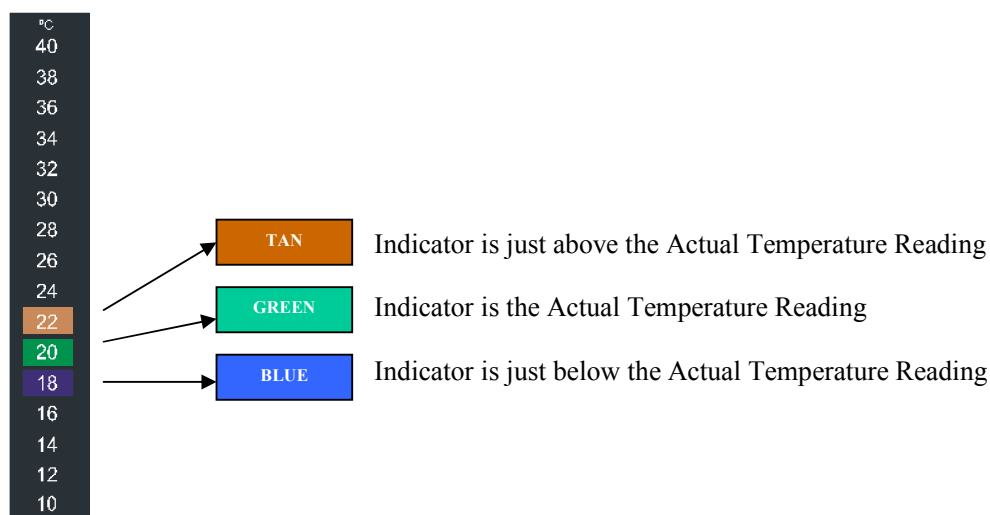 ºC
40
38
36
34
32
30
28
26
24
22
20
18
16
14
12
10
TAN
Indicator is just above the Actual Temperature Reading
GREEN
Indicator is the Actual Temperature Reading
BLUE
Indicator is just below the Actual Temperature Reading